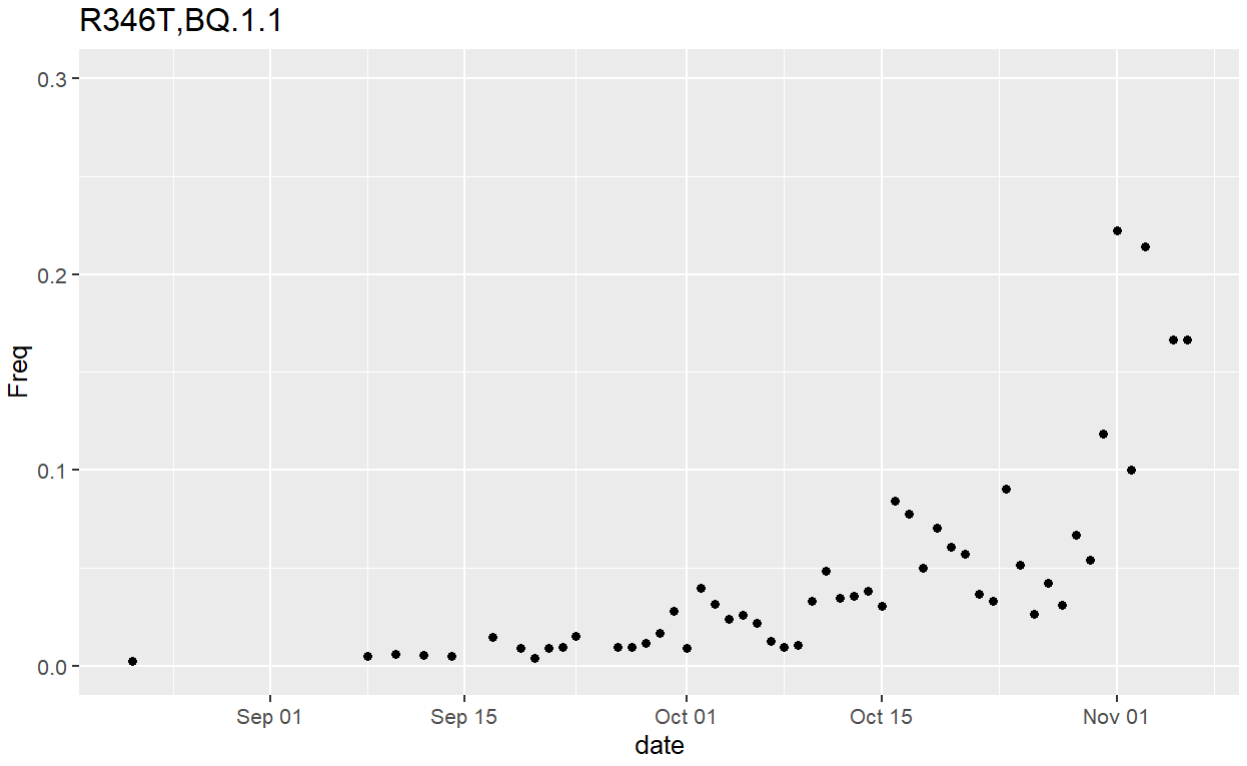 R346T,BQ.1.1
0.3
0.2
0.1
0.0
Freq
Sep 01
Sep 15
Oct 01
Oct 15
Nov 01
date